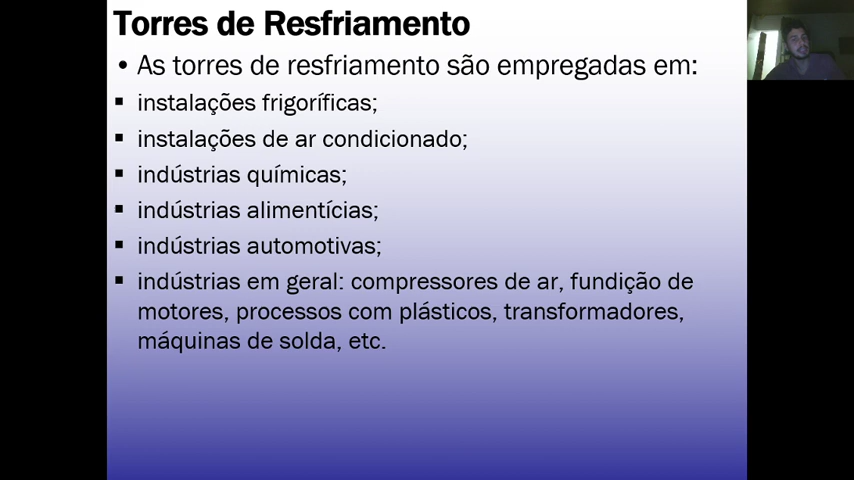 Torres de Resfriamento
• As torres de resfriamento são empregadas em:
▪ instalações frigoríficas;
▪ instalações de ar condicionado;
▪ indústrias químicas;
▪ indústrias alimentícias;
▪ indústrias automotivas;
▪ indústrias em geral: compressores de ar, fundição de
motores, processos com plásticos, transformadores,
máquinas de solda, etc.